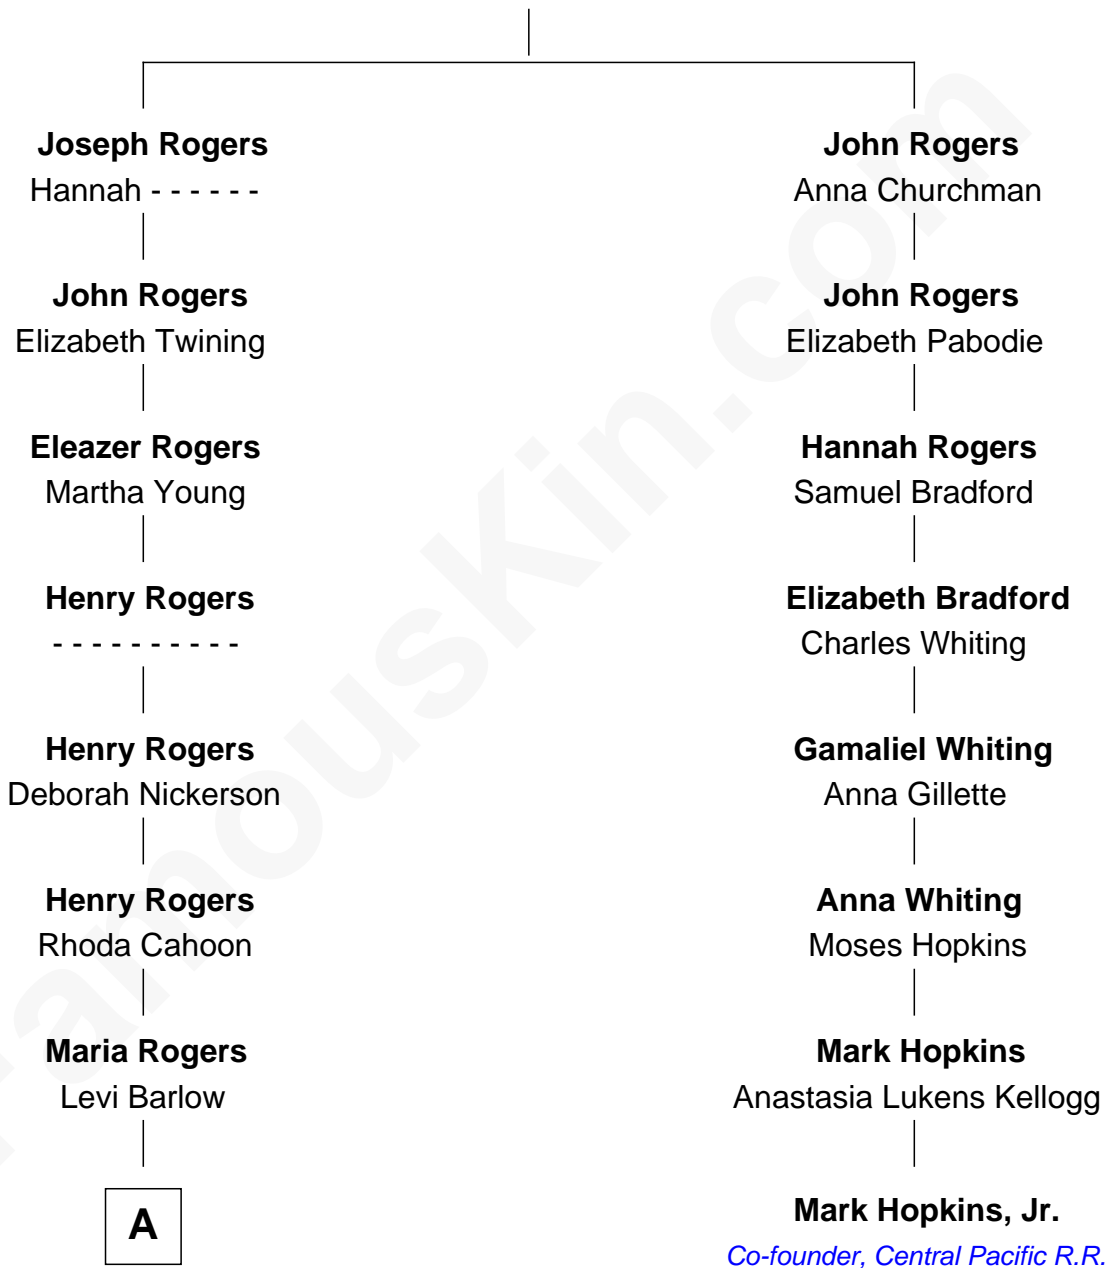 Joseph Rogers
Hannah - - - - - -
John Rogers
Elizabeth Twining
Eleazer Rogers
Martha Young
Henry Rogers
- - - - - - - - - -
Henry Rogers
Deborah Nickerson
Henry Rogers
Rhoda Cahoon
Maria Rogers
Levi Barlow
A
John Rogers
Anna Churchman
John Rogers
Elizabeth Pabodie
Hannah Rogers
Samuel Bradford
Elizabeth Bradford
Charles Whiting
Gamaliel Whiting
Anna Gillette
Anna Whiting
Moses Hopkins
Mark Hopkins
Anastasia Lukens Kellogg
Mark Hopkins, Jr.
Co-founder, Central Pacific R.R.
FamousKin.com